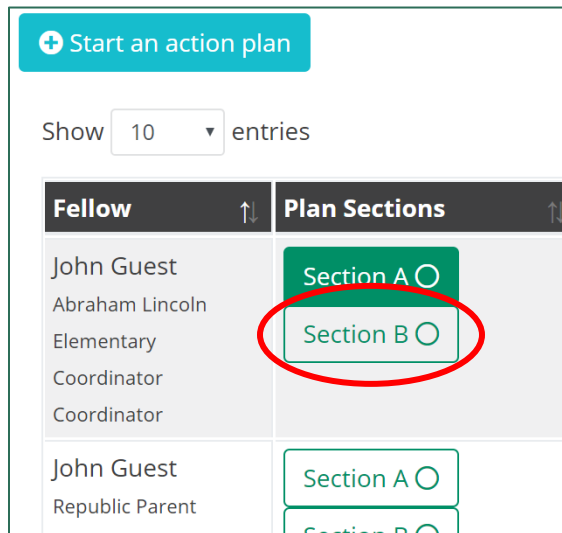 Start an action plan
Show 10 entries
Fellow Plan Sections
John Guest
Abraham Lincoln
Elementary
Coordinator
Coordinator
Section A
Section B
John Guest
Republic Parent
Section A
Section B